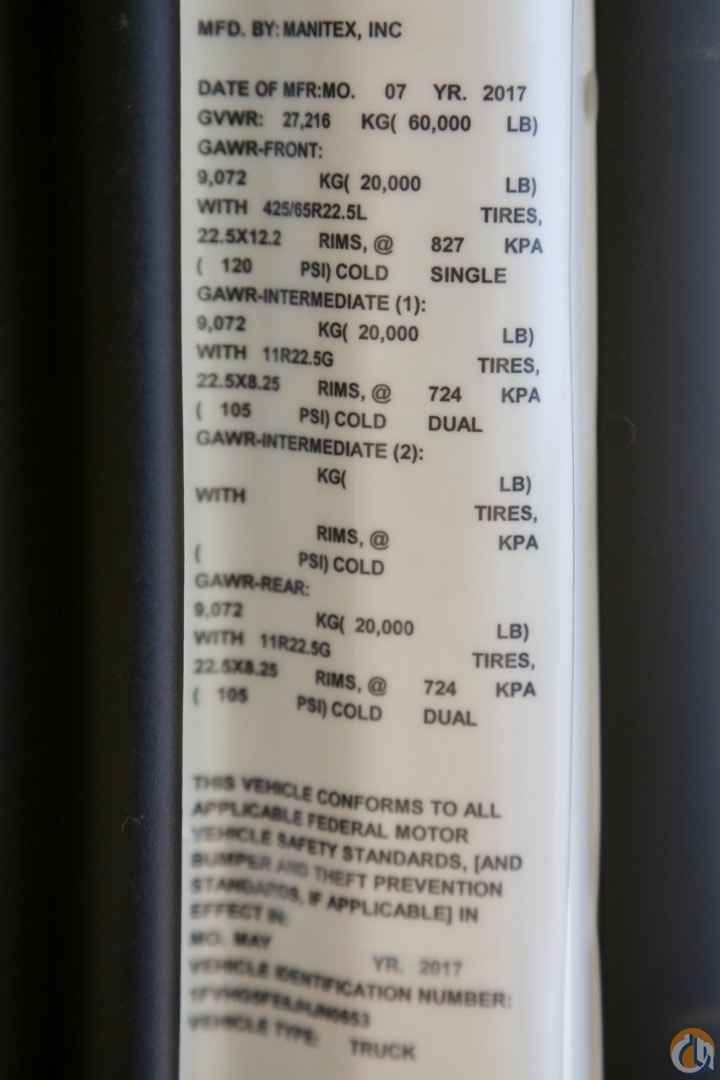 MFD. BY: MANITEX, INC
DATE OF MFR:MO. 07 YR. 2017
GVWR: 27,216 KG( 60,000 LB)
GAWR-FRONT:
9,072 KG( 20,000 LB)
WITH 425/65R22.5L TIRES,
22.5X12.2 RIMS, @ 827 KPA
( 120 PSI) COLD SINGLE
GAWR-INTERMEDIATE (1):
9,072 KG( 20,000 LB)
WITH 11R22.5G TIRES,
22.5X8.25 RIMS, @ 724 KPA
( 105 PSI) COLD DUAL
GAWR-INTERMEDIATE (2):
KG( LB)
WITH TIRES,
RIMS, @ KPA
( PSI) COLD
GAWR-REAR:
9,072 KG( 20,000 LB)
WITH 11R22.5G TIRES,
22.5X8.25 RIMS, @ 724 KPA
( 105 PSI) COLD DUAL
THIS VEHICLE CONFORMS TO ALL
APPLICABLE FEDERAL MOTOR
VEHICLE SAFETY STANDARDS, [AND
BUMPER AND THEFT PREVENTION
STANDARDS, IF APPLICABLE] IN
EFFECT IN:
MO. MAY YR. 2017
VEHICLE IDENTIFICATION NUMBER:
VEHICLE TYPE: TRUCK